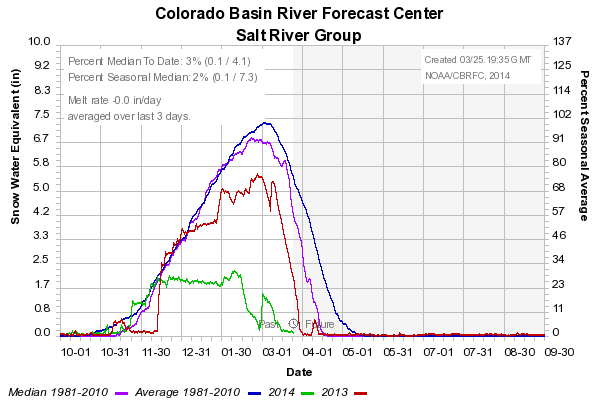 Colorado Basin River Forecast Center
Salt River Group
Percent Median To Date: 3% (0.1 / 4.1)
Percent Seasonal Median: 2% (0.1 / 7.3)
Melt rate -0.0 in/day
averaged over last 3 days.
Created 03/25.19:35 GMT
NOAA/CBRFC, 2014
Snow Water Equivalent (in)
10.0
9.2
8.3
7.5
6.7
5.8
5.0
4.2
3.3
2.5
1.7
0.8
0.0
137
125
114
102
91
80
68
57
46
34
23
11
0
Percent Seasonal Average
Past
Future
10-01 10-31 11-30 12-31 01-30 03-01 04-01 05-01 05-31 07-01 07-31 08-30 09-30
Date
Median 1981-2010 Average 1981-2010 2014 2013